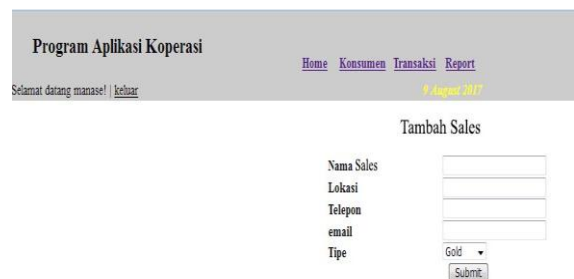 Program Aplikasi Koperasi
Home Konsumen Transaksi Report
Selamat datang manase! | keluar
9 August 2017
Tambah Sales
Nama Sales
Lokasi
Telepon
email
Tipe Gold
Submit